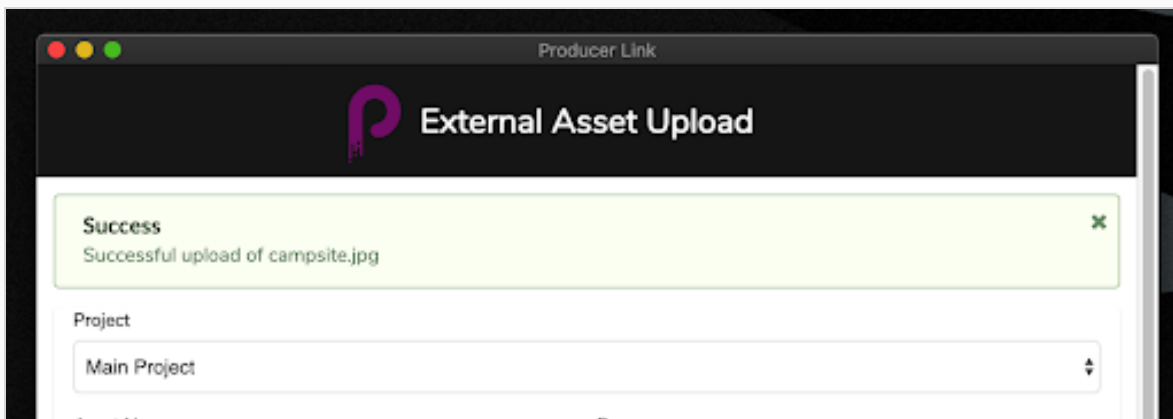 Producer Link
External Asset Upload
Success
Successful upload of campsite.jpg
Project
Main Project